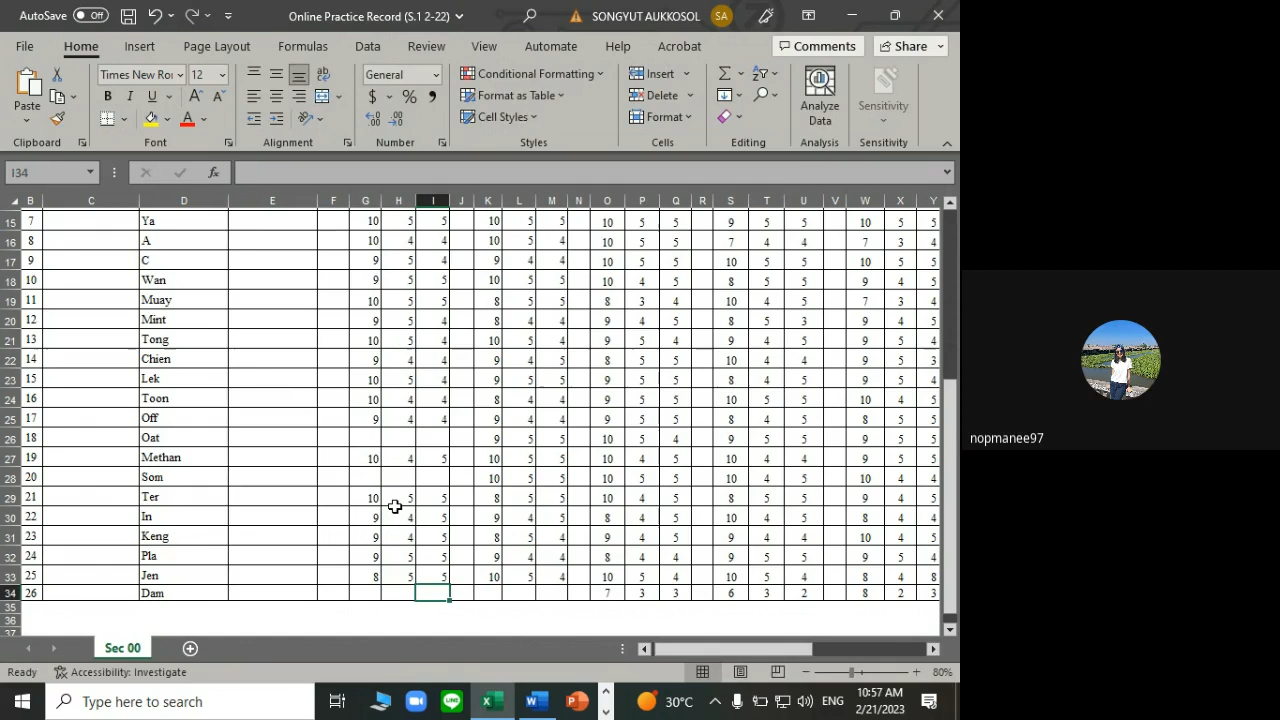 AutoSave Off Online Practice Record (S.1 2-22) SONGYUT AUKKOSOL SA
File Home Insert Page Layout Formulas Data Review View Automate Help Acrobat Comments Share
Paste Times New Roi 12 General Conditional Formatting Insert
B I U A A $ % Format as Table Delete Analyze Data Sensitivity
A Cell Styles Format
Clipboard Font Alignment Number Styles Cells Editing Analysis Sensitivity
I34 fx
B C D E F G H I J K L M N O P Q R S T U V W X Y
15 7 Ya 10 5 5 10 5 5 10 5 5 9 5 5 10 5 5
16 8 A 10 4 4 10 5 4 10 5 5 7 4 4 7 3 4
17 9 C 9 5 4 9 4 4 10 5 5 10 5 5 10 5 5
18 10 Wan 9 5 5 10 5 5 10 4 5 8 5 5 9 4 5
19 11 Muay 10 5 5 8 5 5 8 3 4 10 4 5 7 3 4
20 12 Mint 9 5 4 8 4 4 9 4 5 8 5 3 9 4 5
21 13 Tong 10 5 4 10 5 4 9 5 4 9 4 5 9 5 4
22 14 Chien 9 4 4 9 4 5 8 5 5 10 4 4 9 5 3
23 15 Lek 10 5 4 9 5 5 9 5 5 8 4 5 9 5 4
24 16 Toon 10 4 4 8 4 4 9 5 5 10 5 5 10 4 5
25 17 Off 9 4 4 9 4 4 9 5 5 8 4 5 8 5 5
26 18 Oat 9 5 5 10 5 4 9 5 5 9 5 5
27 19 Methan 10 4 5 10 5 5 10 4 5 10 4 4 9 5 5
28 20 Som 10 5 5 10 5 5 10 5 5 10 4 4
29 21 Ter 10 5 5 8 5 5 10 4 5 8 5 5 9 4 5
30 22 In 9 4 5 9 4 5 8 4 5 10 4 5 8 4 4
31 23 Keng 9 4 5 8 5 4 9 4 5 9 4 4 10 4 5
32 24 Pla 9 5 5 9 4 4 8 4 4 9 5 5 9 5 4
33 25 Jen 8 5 5 10 5 4 10 5 4 10 5 4 8 4 8
34 26 Dam 7 3 3 6 3 2 8 2 3
35
36
37
Sec 00
Ready Accessibility: Investigate 80%
Type here to search 30°C ENG 10:57 AM
2/21/2023
nopmanee97